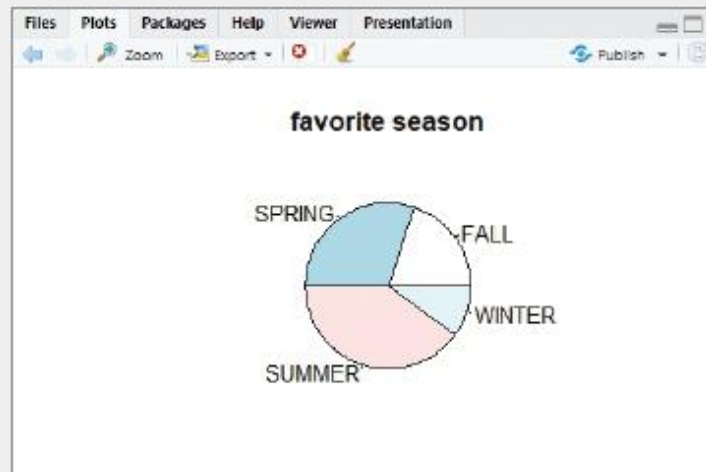 Files Plots Packages Help Viewer Presentation
Zoom Export Publish
favorite season
SPRING
FALL
WINTER
SUMMER